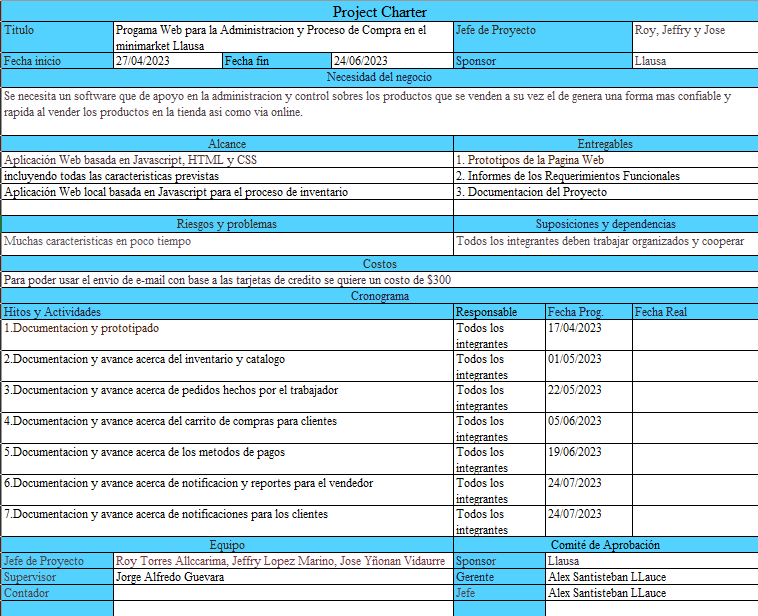 Project Charter
Titulo
Progama Web para la Administracion y Proceso de Compra en el
minimarket Llausa
Jefe de Proyecto
Roy, Jeffry y Jose
Fecha inicio
27/04/2023
Fecha fin
24/06/2023
Sponsor
Llausa
Necesidad del negocio
Se necesita un software que de apoyo en la administracion y control sobres los productos que se venden a su vez el de genera una forma mas confiable y
rapida al vender los productos en la tienda asi como via online.
Alcance
Entregables
Aplicación Web basada en Javascript, HTML y CSS
1. Prototipos de la Pagina Web
incluyendo todas las caracteristicas previstas
2. Informes de los Requerimientos Funcionales
Aplicación Web local basada en Javascript para el proceso de inventario
3. Documentacion del Proyecto
Riesgos y problemas
Suposiciones y dependencias
Muchas caracteristicas en poco tiempo
Todos los integrantes deben trabajar organizados y cooperar
Costos
Para poder usar el envio de e-mail con base a las tarjetas de credito se quiere un costo de $300
Cronograma
Hitos y Actividades
Responsable
Fecha Prog.
Fecha Real
1.Documentacion y prototipado
Todos los
integrantes
17/04/2023
2.Documentacion y avance acerca del inventario y catalogo
Todos los
integrantes
01/05/2023
3.Documentacion y avance acerca de pedidos hechos por el trabajador
Todos los
integrantes
22/05/2023
4.Documentacion y avance acerca del carrito de compras para clientes
Todos los
integrantes
05/06/2023
5.Documentacion y avance acerca de los metodos de pagos
Todos los
integrantes
19/06/2023
6.Documentacion y avance acerca de notificacion y reportes para el vendedor
Todos los
integrantes
24/07/2023
7.Documentacion y avance acerca de notificaciones para los clientes
Todos los
integrantes
24/07/2023
Equipo
Comité de Aprobación
Jefe de Proyecto
Roy Torres Allccarima, Jeffry Lopez Marino, Jose Yñonan Vidaurre
Sponsor
Llausa
Supervisor
Jorge Alfredo Guevara
Gerente
Alex Santisteban LLauce
Contador
Jefe
Alex Santisteban LLauce